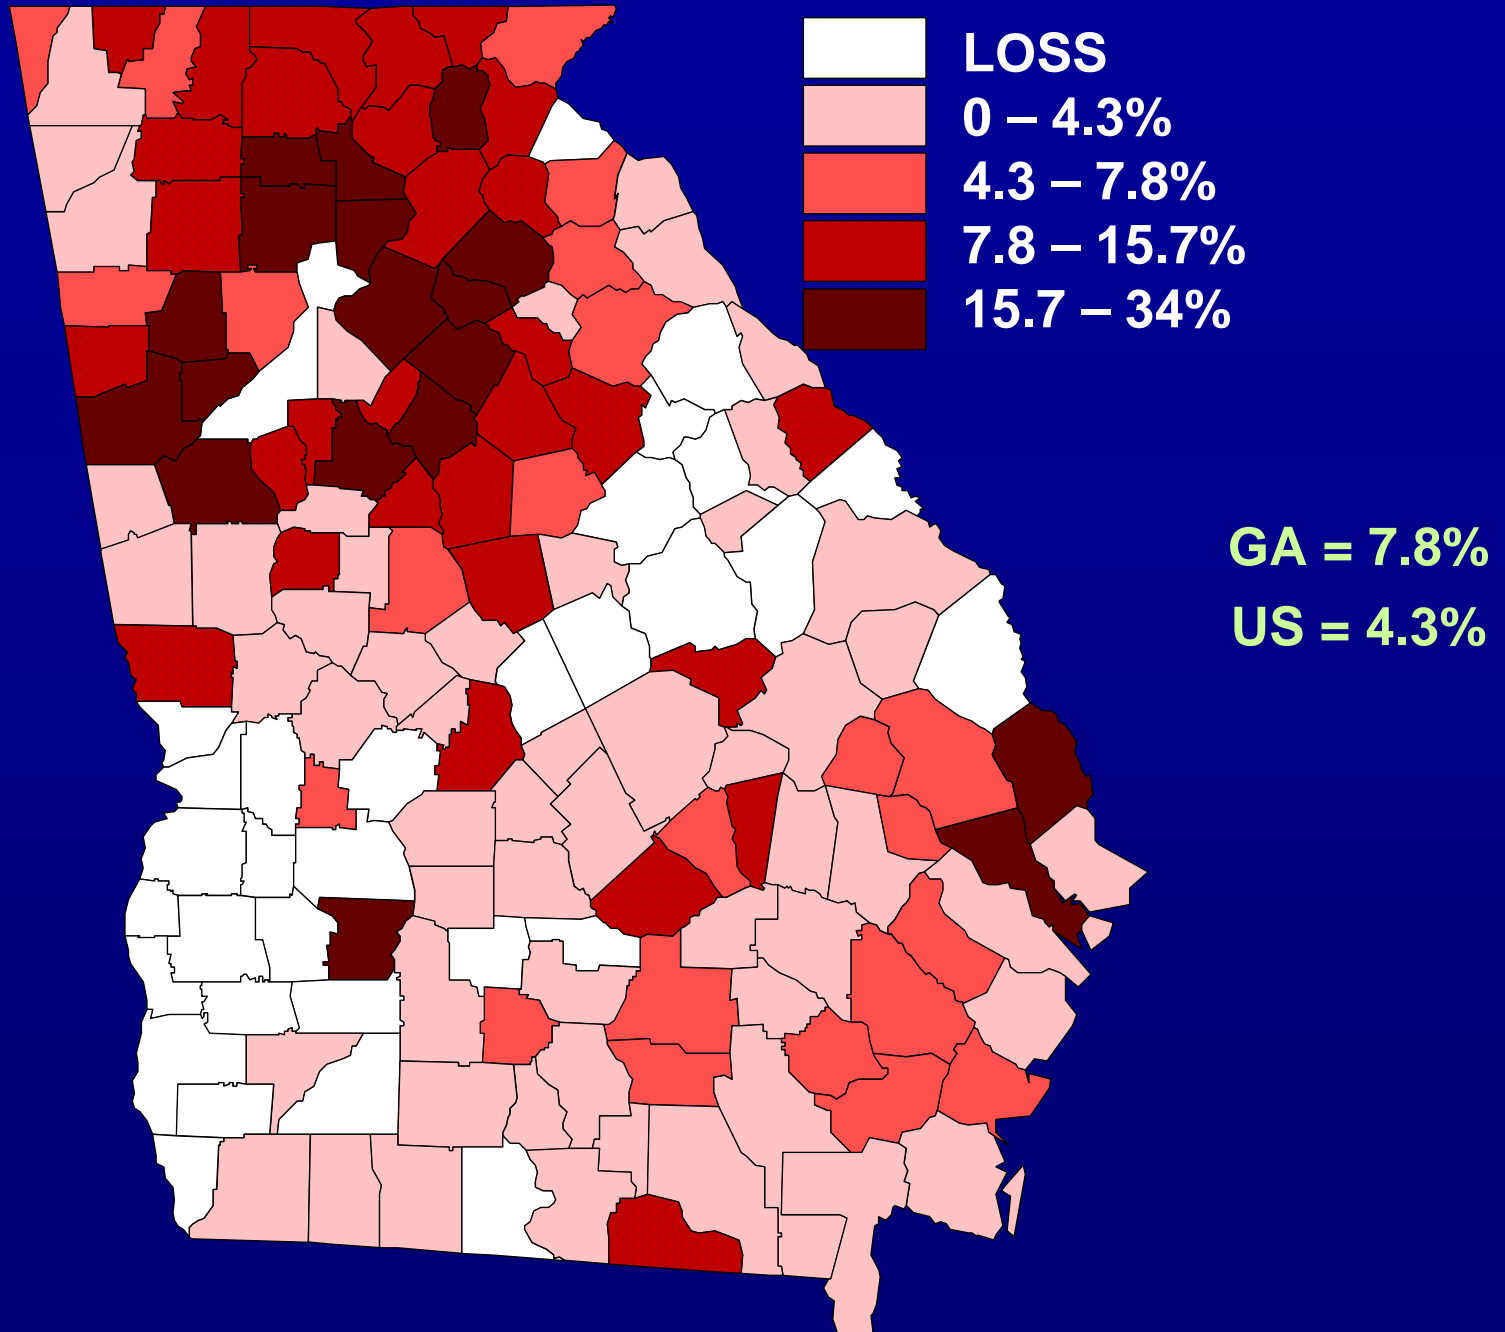 LOSS
0 – 4.3%
4.3 – 7.8%
7.8 – 15.7%
15.7 – 34%
GA = 7.8%
US = 4.3%